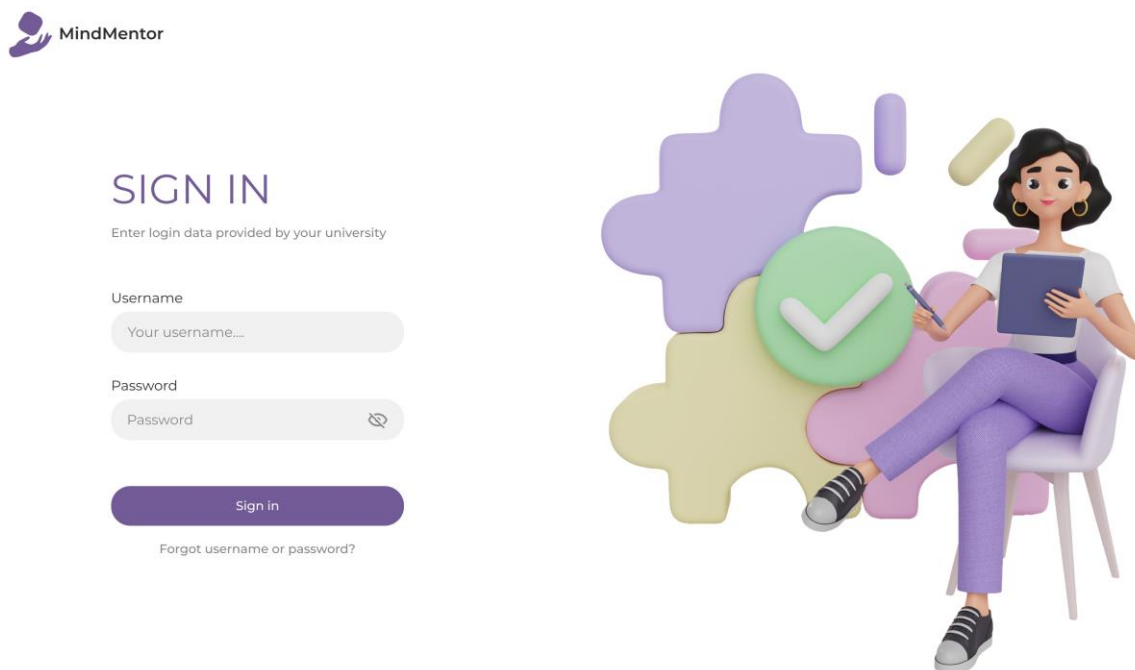 MindMentor
SIGN IN
Enter login data provided by your university
Username
Your username....
Password
Password
Sign in
Forgot username or password?